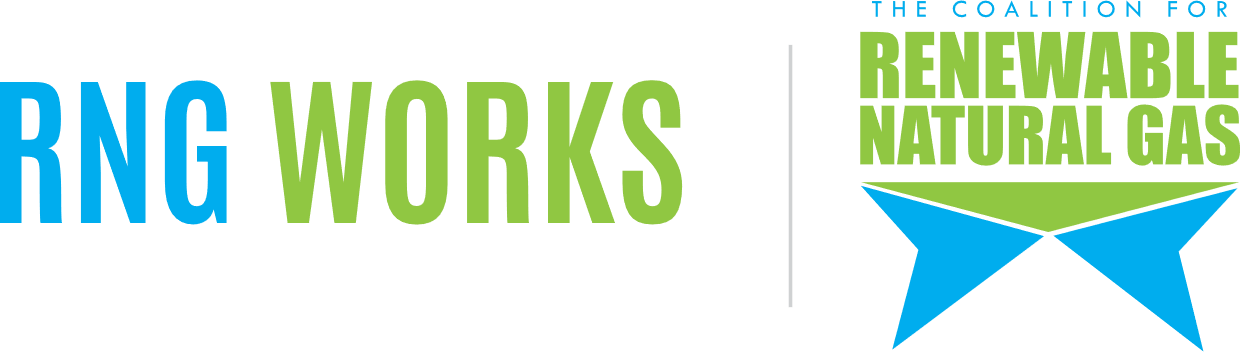 RNG WORKS
THE COALITION FOR
RENEWABLE
NATURAL GAS